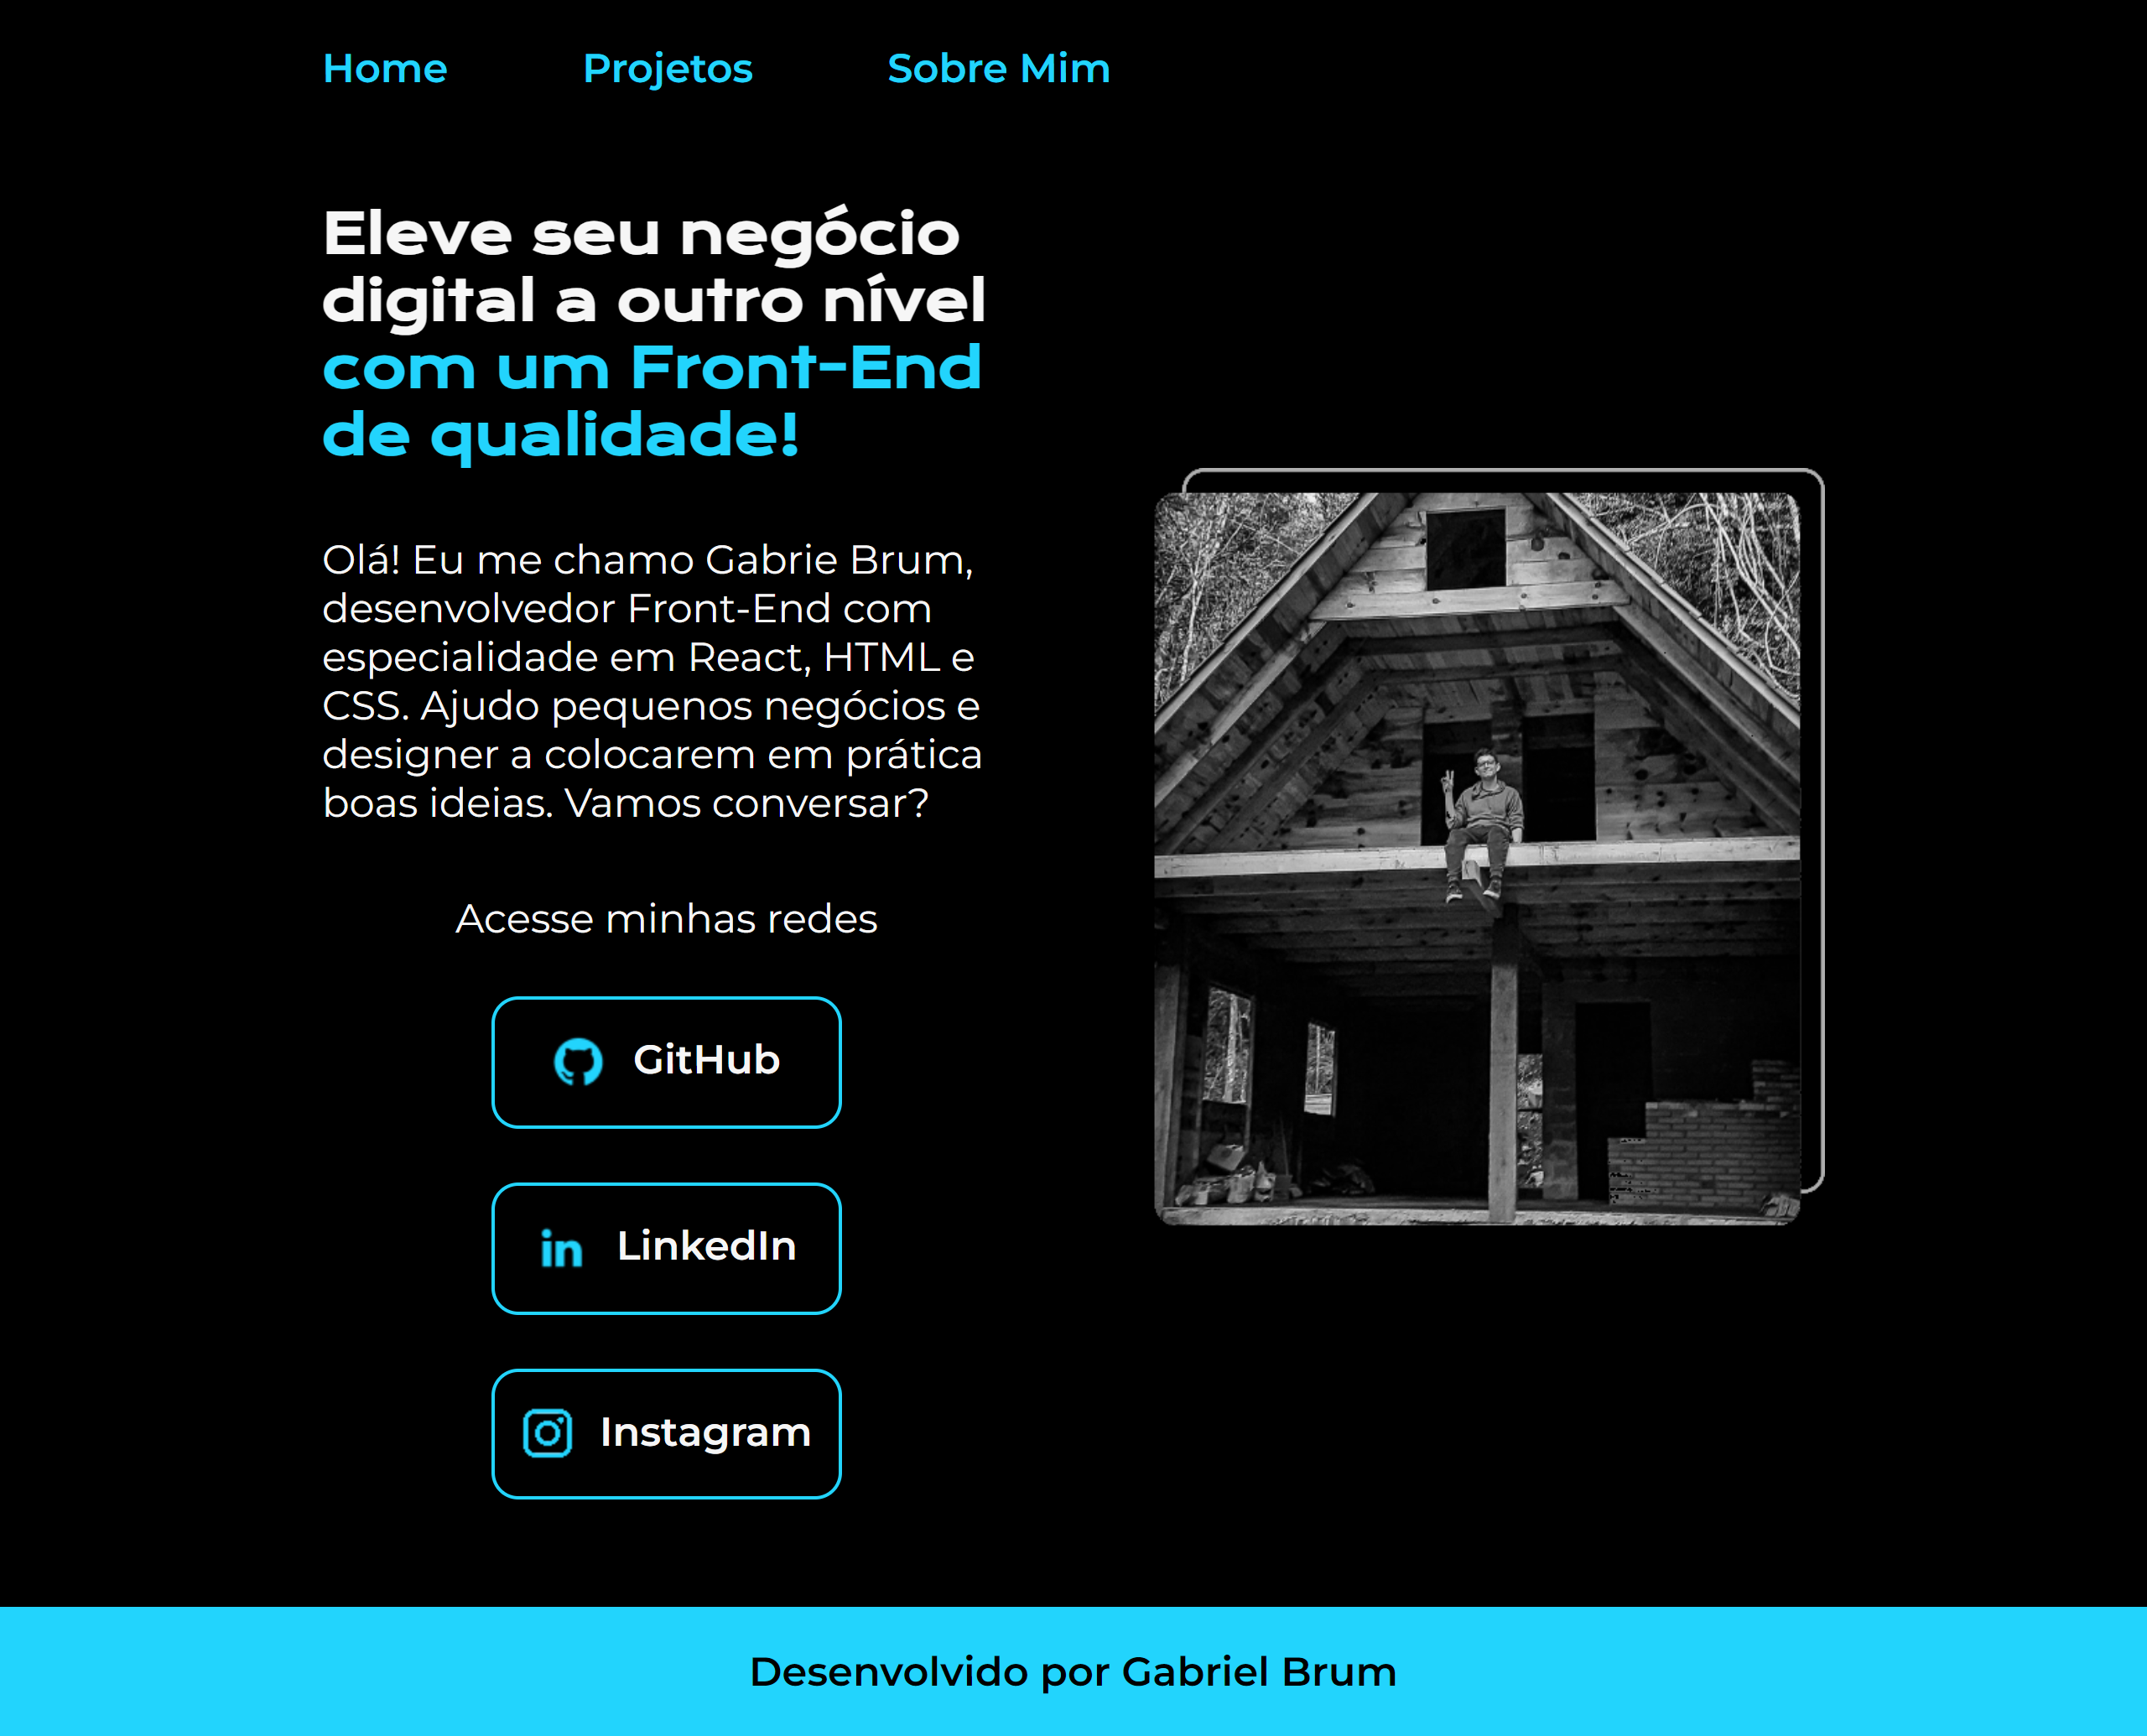 Home
Projetos
Sobre Mim
Eleve seu negócio
digital a outro nível
com um Front-End
de qualidade!
Olá! Eu me chamo Gabrie Brum,
desenvolvedor Front-End com
especialidade em React, HTML e
CSS. Ajudo pequenos negócios e
designer a colocarem em prática
boas ideias. Vamos conversar?
Acesse minhas redes
GitHub
in LinkedIn
Instagram
Desenvolvido por Gabriel Brum